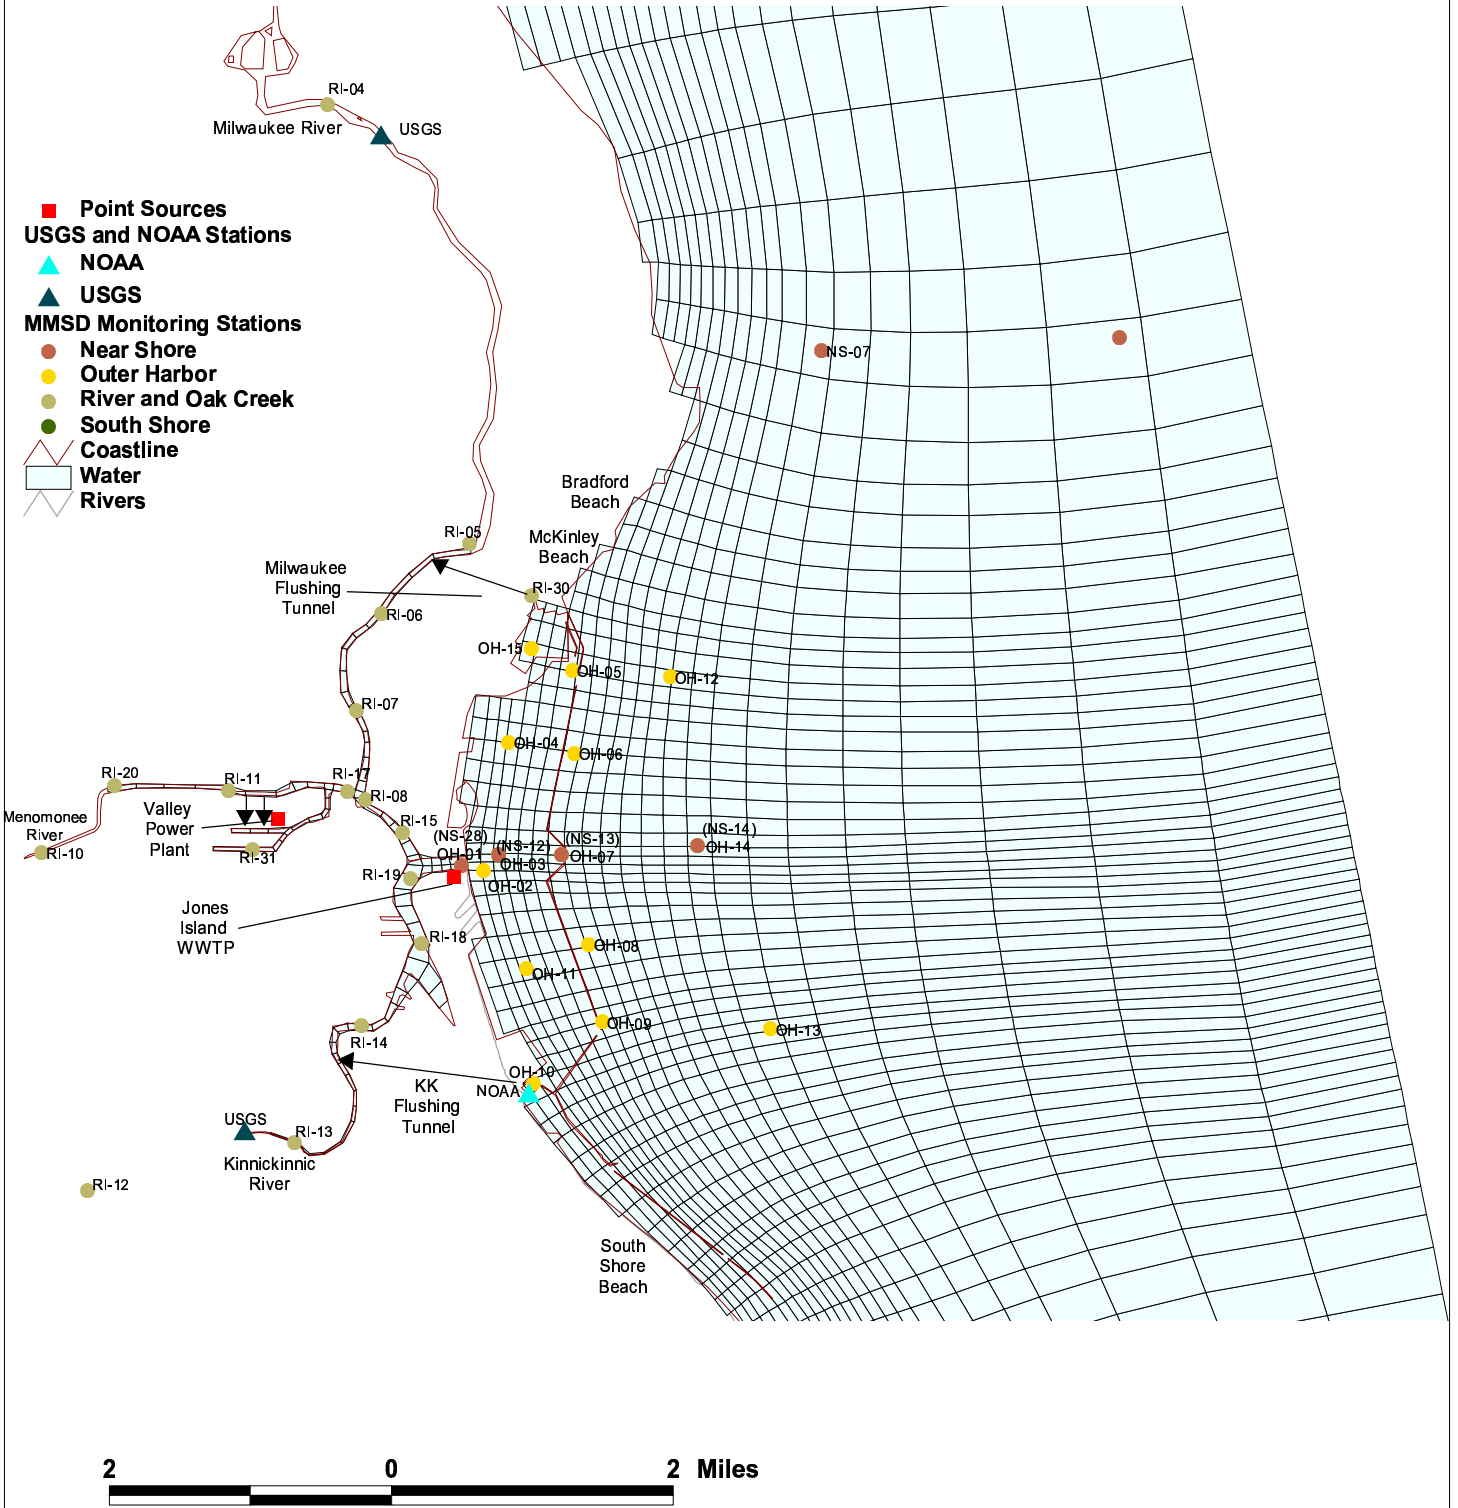 RI-04
Milwaukee River
USGS
Point Sources
USGS and NOAA Stations
NOAA
USGS
MMSD Monitoring Stations
Near Shore
Outer Harbor
River and Oak Creek
South Shore
Coastline
Water
Rivers
NS-07
Bradford
Beach
McKinley
Beach
RI-05
Milwaukee
Flushing
Tunnel
RI-30
RI-06
OH-15
OH-05
OH-12
RI-07
OH-04
OH-06
RI-20
RI-11
RI-17
RI-08
Menomonee
River
RI-10
Valley
Power
Plant
RI-31
RI-15
(NS-28)
OH-01
(NS-12)
OH-03
(NS-13)
OH-07
(NS-14)
OH-14
RI-19
OH-02
Jones
Island
WWTP
RI-18
OH-08
OH-11
OH-09
OH-13
RI-14
OH-10
NOAA
KK
Flushing
Tunnel
USGS
RI-13
Kinnickinnic
River
RI-12
South
Shore
Beach
2 0 2 Miles